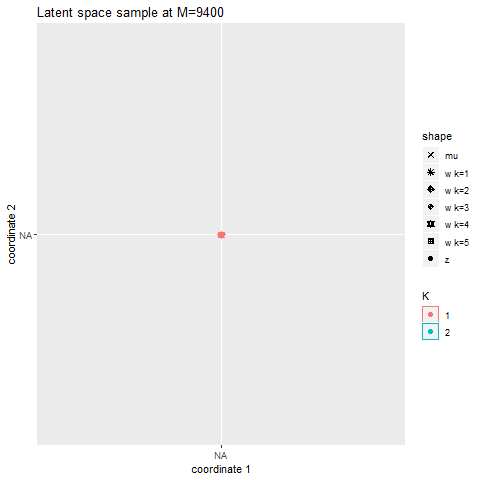 Latent space sample at M=9400
coordinate 2
NA
NA
coordinate 1
shape
mu
w k=1
w k=2
w k=3
w k=4
w k=5
z
K
1
2